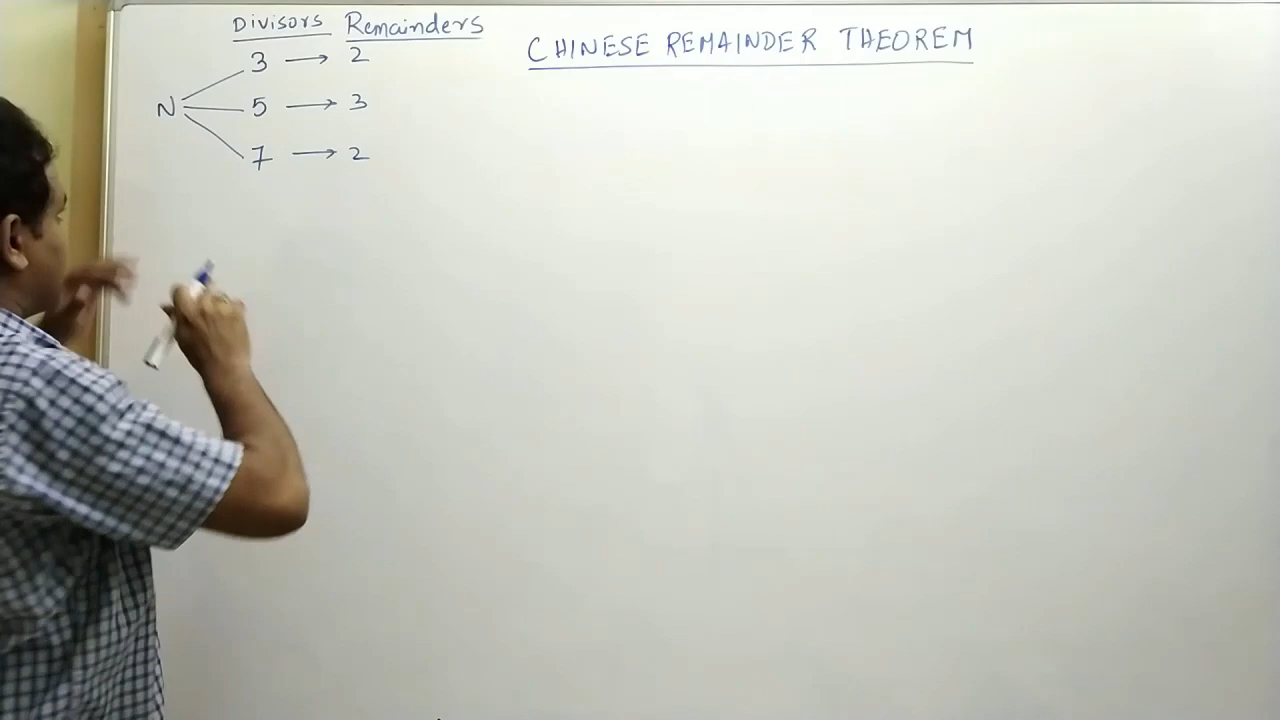 Divisors Remainders
CHINESE REMAINDER THEOREM
3 → 2
N 5 → 3
7 → 2